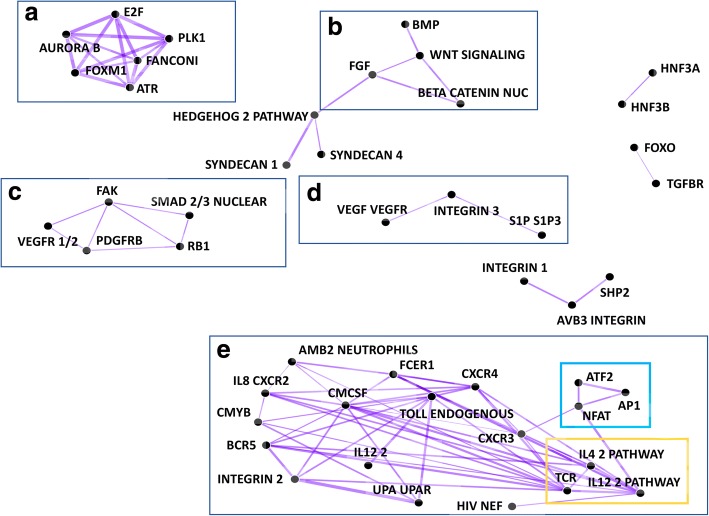 a
E2F
AURORA B
PLK1
FANCONI
FOXM1
ATR
b
BMP
WNT SIGNALING
FGF
BETA CATENIN NUC
HNF3A
HNF3B
HEDGEHOG 2 PATHWAY
SYNDECAN 1
SYNDECAN 4
FOXO
TGFBR
c
FAK
SMAD 2/3 NUCLEAR
VEGFR 1/2
PDGFRB
RB1
d
VEGF VEGFR
INTEGRIN 3
S1P S1P3
INTEGRIN 1
SHP2
AVB3 INTEGRIN
e
AMB2 NEUTROPHILS
FCER1
IL8 CXCR2
CXCR4
CMCSF
CMYB
TOLL ENDOGENOUS
ATF2
AP1
NFAT
BCR5
CXCR3
IL12 2
IL4 2 PATHWAY
INTEGRIN 2
TCR
IL12 2 PATHWAY
UPA UPAR
HIV NEF